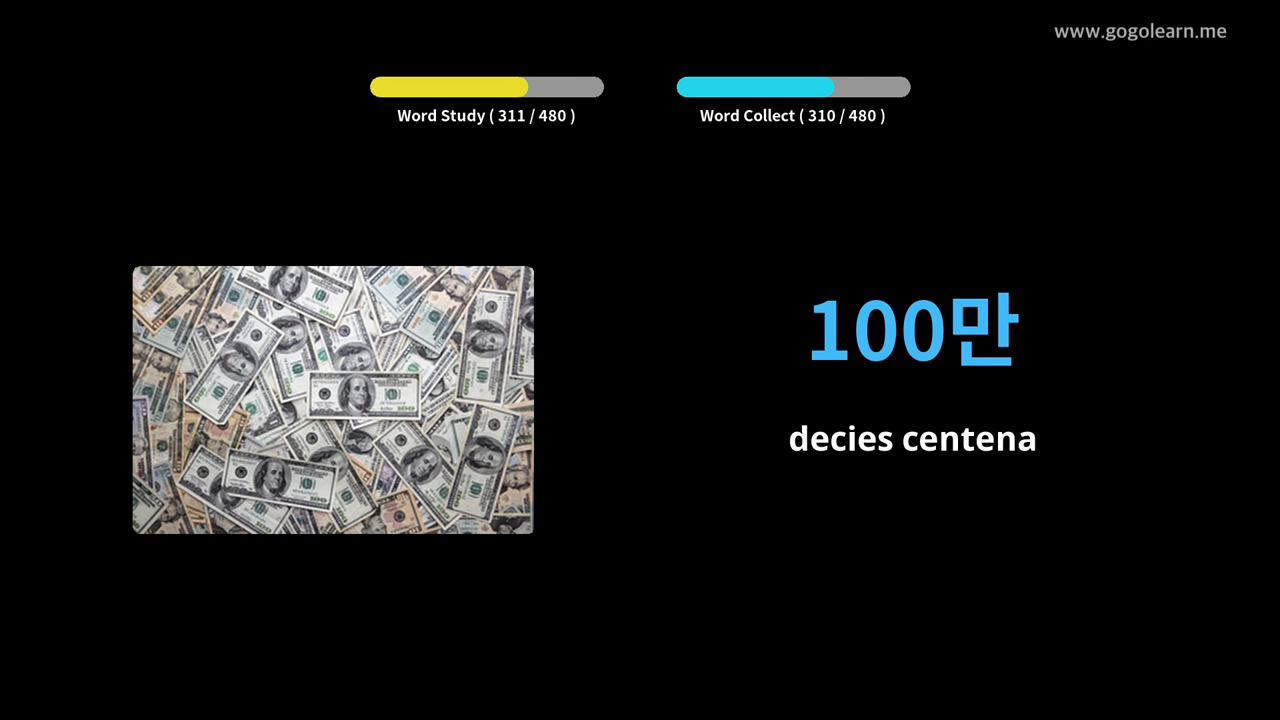 www.gogolearn.me
Word Study ( 311 / 480 )
Word Collect ( 310 / 480 )
100만
decies centena